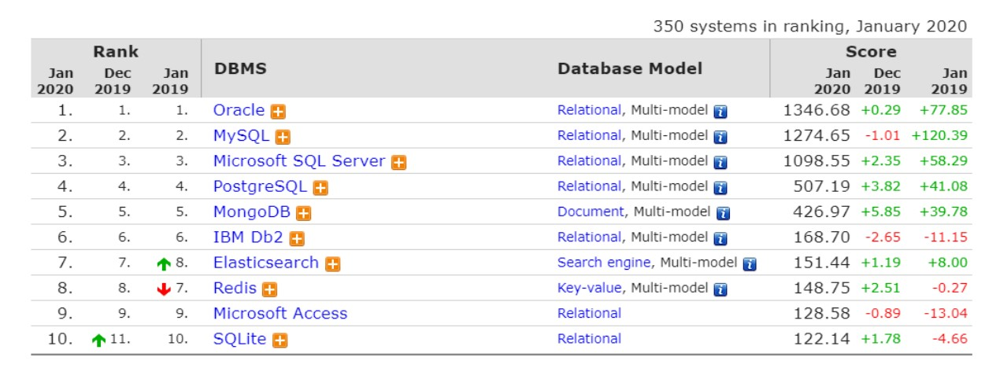 350 systems in ranking, January 2020
Rank DBMS Database Model Score
Jan 2020 Dec 2019 Jan 2019 Jan 2020 Dec 2019 Jan 2019
1. 1. 1. Oracle Relational, Multi-model 1346.68 +0.29 +77.85
2. 2. 2. MySQL Relational, Multi-model 1274.65 -1.01 +120.39
3. 3. 3. Microsoft SQL Server Relational, Multi-model 1098.55 +2.35 +58.29
4. 4. 4. PostgreSQL Relational, Multi-model 507.19 +3.82 +41.08
5. 5. 5. MongoDB Document, Multi-model 426.97 +5.85 +39.78
6. 6. 6. IBM Db2 Relational, Multi-model 168.70 -2.65 -11.15
7. 7. 8. Elasticsearch Search engine, Multi-model 151.44 +1.19 +8.00
8. 8. 7. Redis Key-value, Multi-model 148.75 +2.51 -0.27
9. 9. 9. Microsoft Access Relational 128.58 -0.89 -13.04
10. 11. 10. SQLite Relational 122.14 +1.78 -4.66